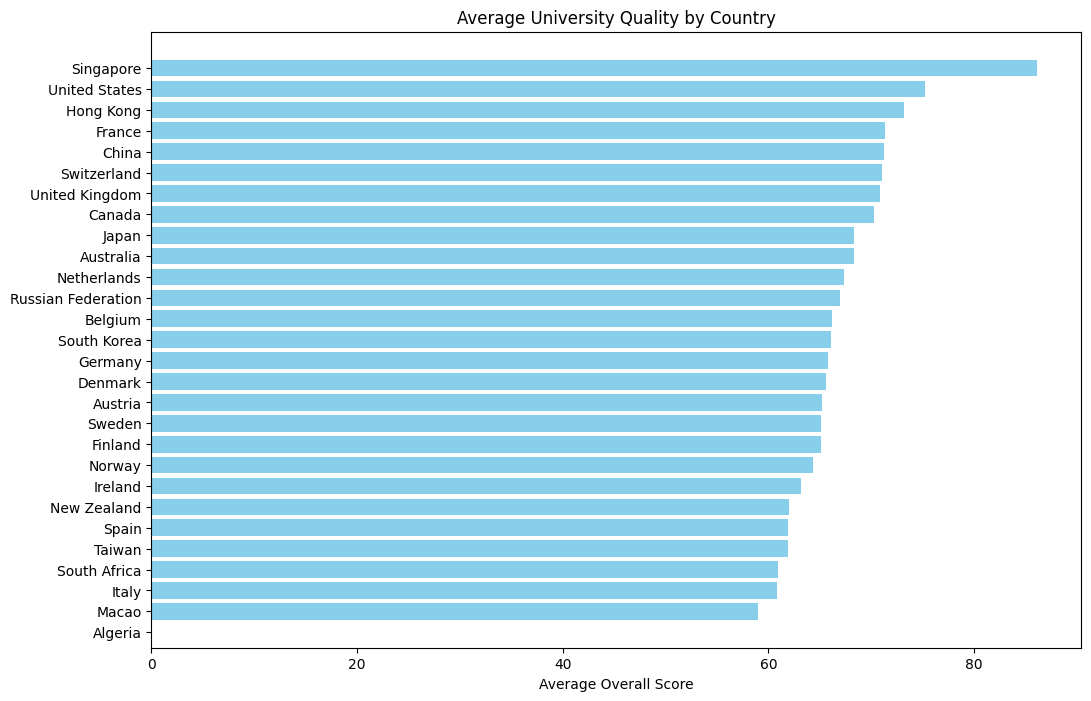 Average University Quality by Country
Singapore
United States
Hong Kong
France
China
Switzerland
United Kingdom
Canada
Japan
Australia
Netherlands
Russian Federation
Belgium
South Korea
Germany
Denmark
Austria
Sweden
Finland
Norway
Ireland
New Zealand
Spain
Taiwan
South Africa
Italy
Macao
Algeria
0 20 40 60 80
Average Overall Score